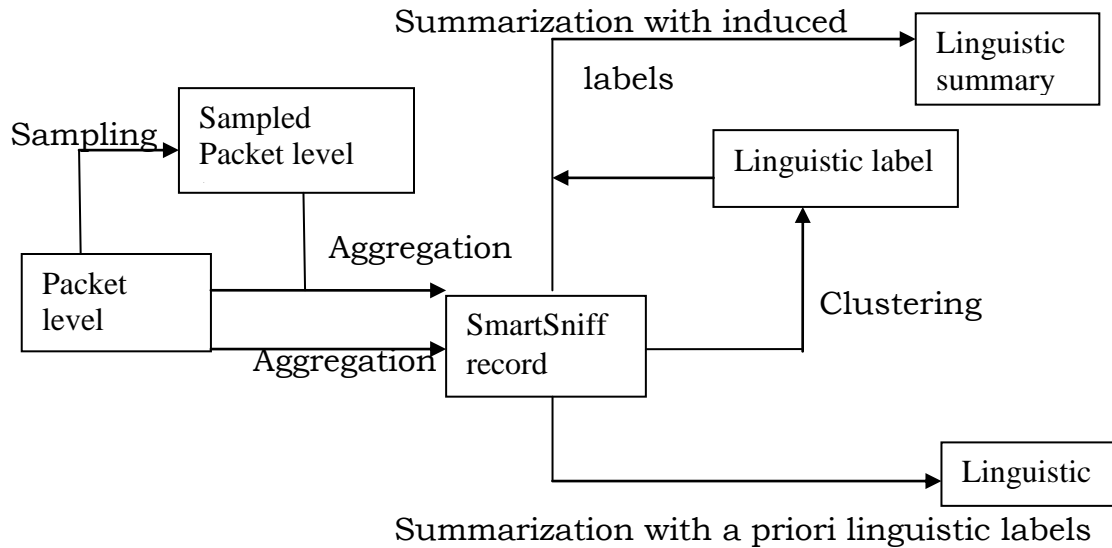 Summarization with induced
labels
Linguistic
summary
Sampling
Sampled
Packet level
Linguistic label
Aggregation
Packet
level
Clustering
SmartSniff
record
Aggregation
Linguistic
Summarization with a priori linguistic labels